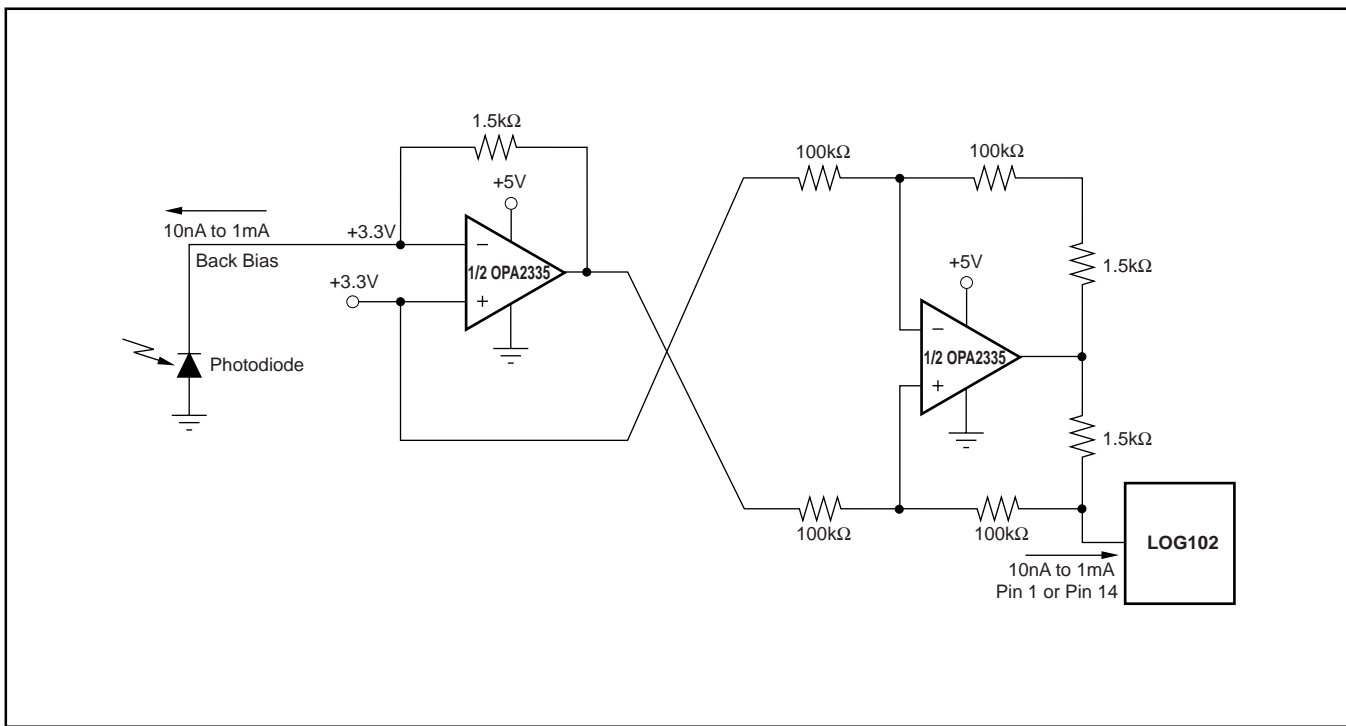 1.5kΩ
+5V
10nA to 1mA
Back Bias
+3.3V
+3.3V
−
1/2 OPA2335
+
Photodiode
100kΩ
100kΩ
1.5kΩ
+5V
−
1/2 OPA2335
+
1.5kΩ
100kΩ
100kΩ
LOG102
10nA to 1mA
Pin 1 or Pin 14